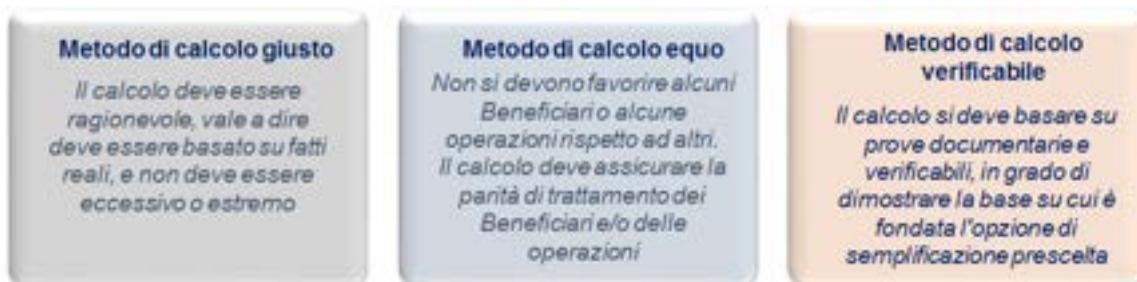 Metodo di calcolo giusto
Il calcolo deve essere
ragionevole, vale a dire
deve essere basato su fatti
reali, e non deve essere
eccessivo o estremo
Metodo di calcolo equo
Non si devono favorire alcuni
Beneficiari o alcune
operazioni rispetto ad altri.
Il calcolo deve assicurare la
parità di trattamento dei
Beneficiari e/o delle
operazioni
Metodo di calcolo
verificabile
Il calcolo si deve basare su
prove documentarie e
verificabili, in grado di
dimostrare la base su cui è
fondata l'opzione di
semplificazione prescelta